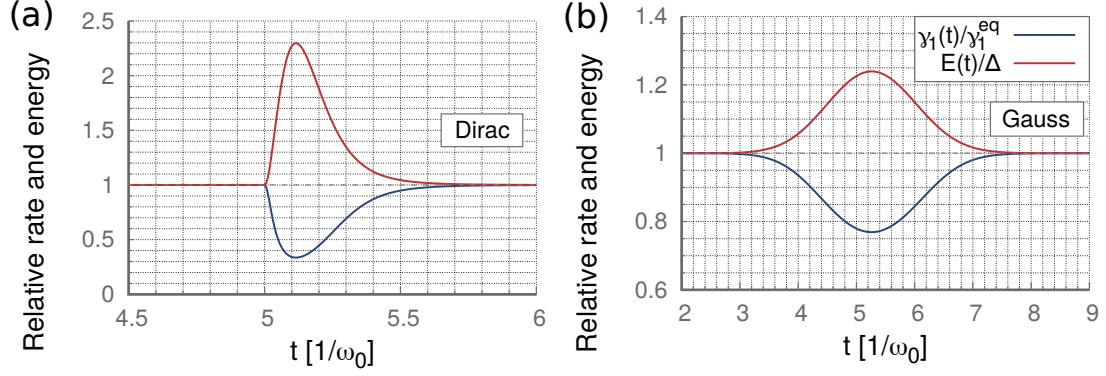 (a)
Relative rate and energy
2.5
2
1.5
1
0.5
0
4.5
5
5.5
6
t [1/ω₀]
Dirac
(b)
Relative rate and energy
1.4
1.2
1
0.8
0.6
2
3
4
5
6
7
8
9
t [1/ω₀]
γ₁(t)/γ₁^eq
E(t)/Δ
Gauss